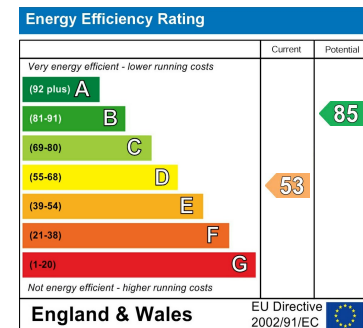 Energy Efficiency Rating
Current Potential
Very energy efficient - lower running costs
(92 plus) A
(81-91) B
85
(69-80) C
(55-68) D
53
(39-54) E
(21-38) F
(1-20) G
Not energy efficient - higher running costs
England & Wales
EU Directive
2002/91/EC